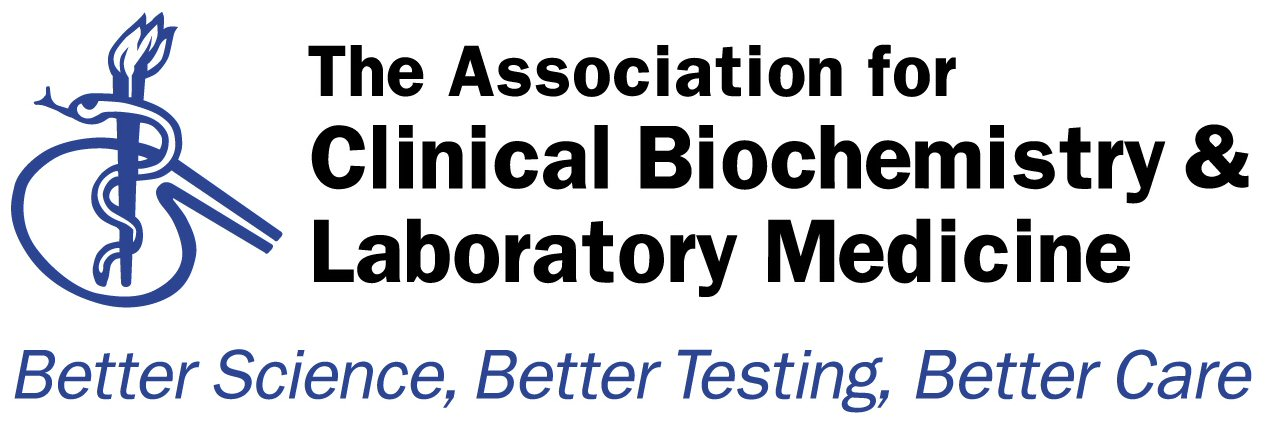 The Association for
Clinical Biochemistry &
Laboratory Medicine
Better Science, Better Testing, Better Care